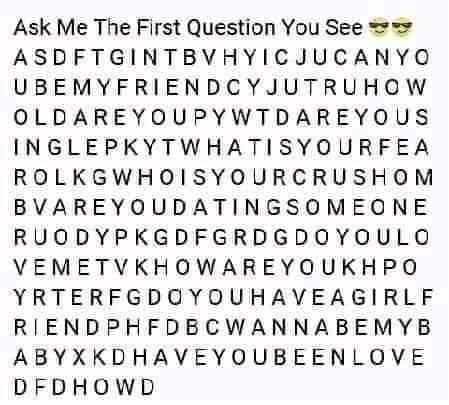 Ask Me The First Question You See 😎😎
A S D F T G I N T B V H Y I C J U C A N Y O
U B E M Y F R I E N D C Y J U T R U H O W
O L D A R E Y O U P Y W T D A R E Y O U S
I N G L E P K Y T W H A T I S Y O U R F E A
R O L K G W H O I S Y O U R C R U S H O M
B V A R E Y O U D A T I N G S O M E O N E
R U O D Y P K G D F G R D G D O Y O U L O
V E M E T V K H O W A R E Y O U K H P O
Y R T E R F G D O Y O U H A V E A G I R L F
R I E N D P H F D B C W A N N A B E M Y B
A B Y X K D H A V E Y O U B E E N L O V E
D F D H O W D